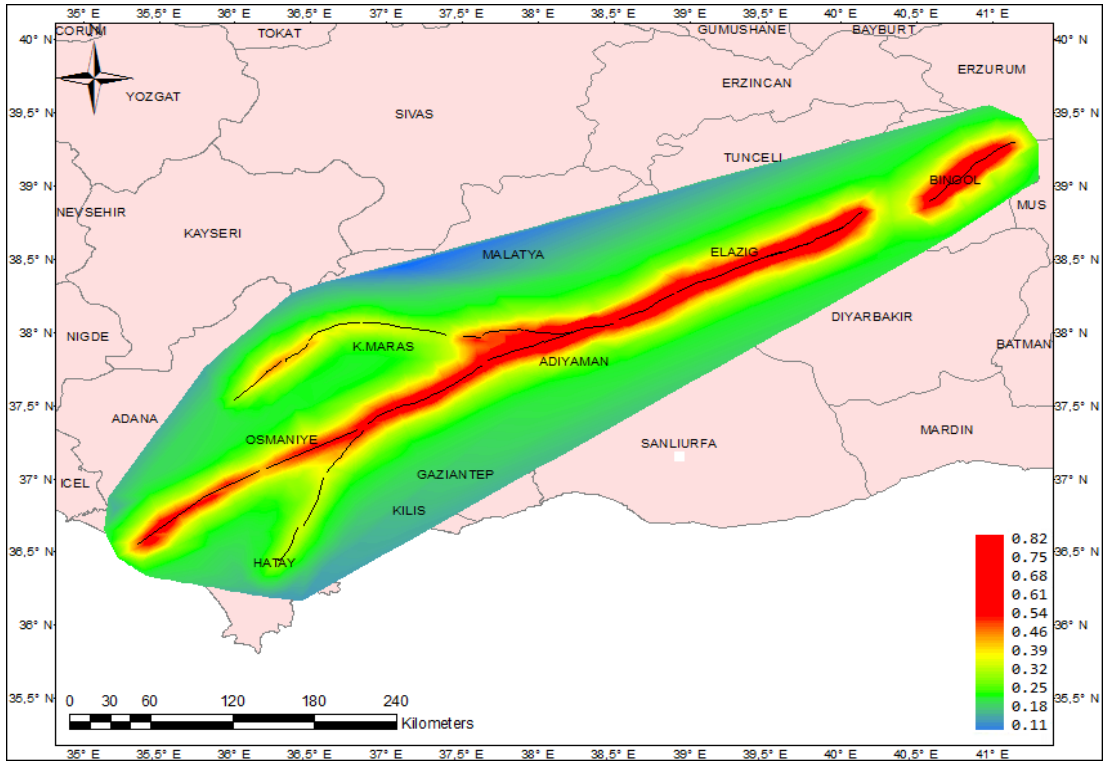 35° E 35,5° E 36° E 36,5° E 37° E 37,5° E 38° E 38,5° E 39° E 39,5° E 40° E 40,5° E 41° E
40° N 40° N
39,5° N 39,5° N
39° N 39° N
38,5° N 38,5° N
38° N 38° N
37,5° N 37,5° N
37° N 37° N
36,5° N 36,5° N
36° N 36° N
35,5° N 35,5° N
N
CORUM
TOKAT
GUMUSHANE
BAYBURT
YOZGAT
SIVAS
ERZINCAN
ERZURUM
TUNCELI
BINGOL
MUS
NEVSEHIR
KAYSERI
MALATYA
ELAZIG
NIGDE
K.MARAS
ADIYAMAN
DIYARBAKIR
BATMAN
ADANA
OSMANIYE
SANLIURFA
MARDIN
ICEL
GAZIANTEP
KILIS
HATAY
0.82
0.75
0.68
0.61
0.54
0.46
0.39
0.32
0.25
0.18
0.11
0 30 60 120 180 240
Kilometers
35° E 35,5° E 36° E 36,5° E 37° E 37,5° E 38° E 38,5° E 39° E 39,5° E 40° E 40,5° E 41° E